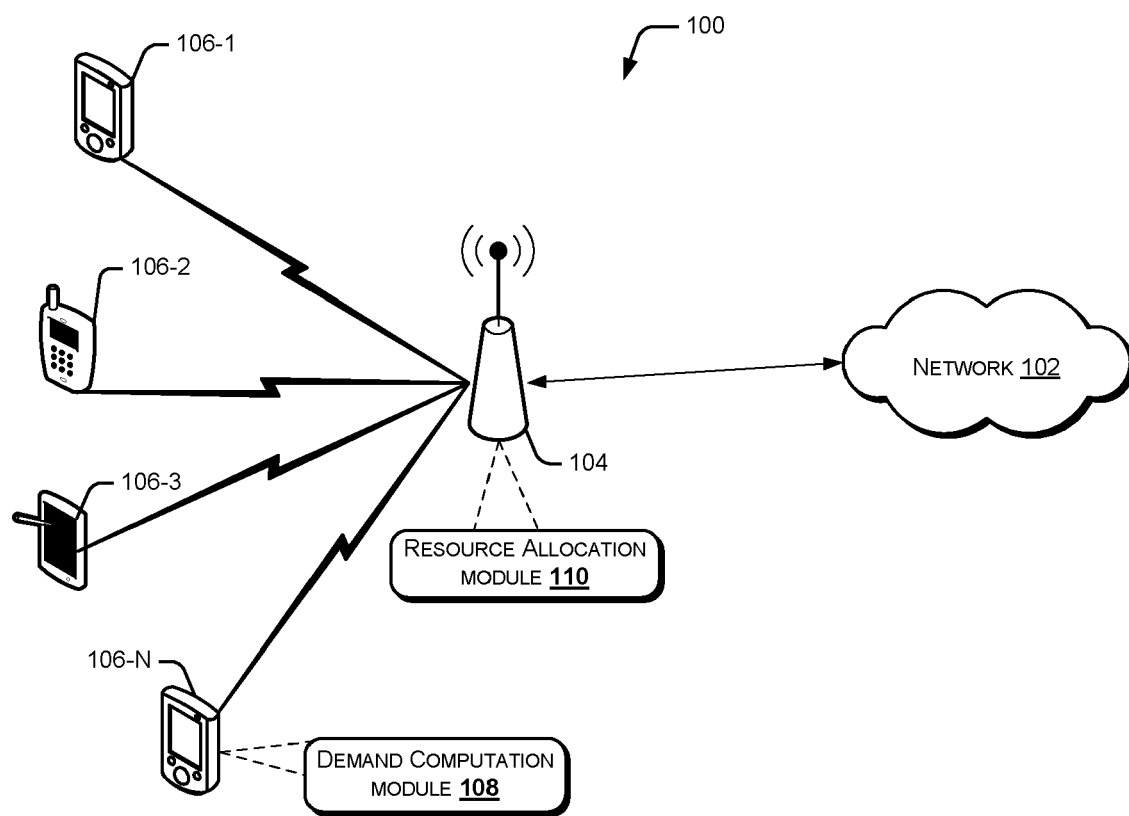 100
106-1
106-2
NETWORK 102
104
106-3
RESOURCE ALLOCATION
MODULE 110
106-N
DEMAND COMPUTATION
MODULE 108